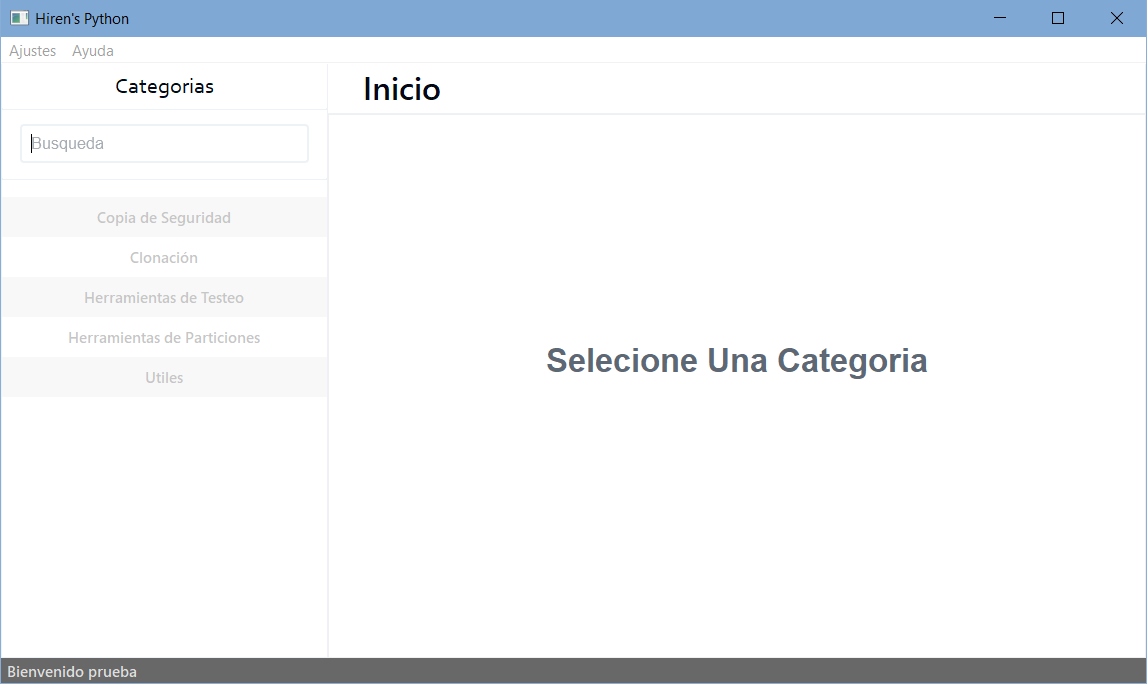 Hiren's Python
Ajustes Ayuda
Categorias
Inicio
Busqueda
Copia de Seguridad
Clonación
Herramientas de Testeo
Herramientas de Particiones
Utiles
Selecione Una Categoria
Bienvenido prueba